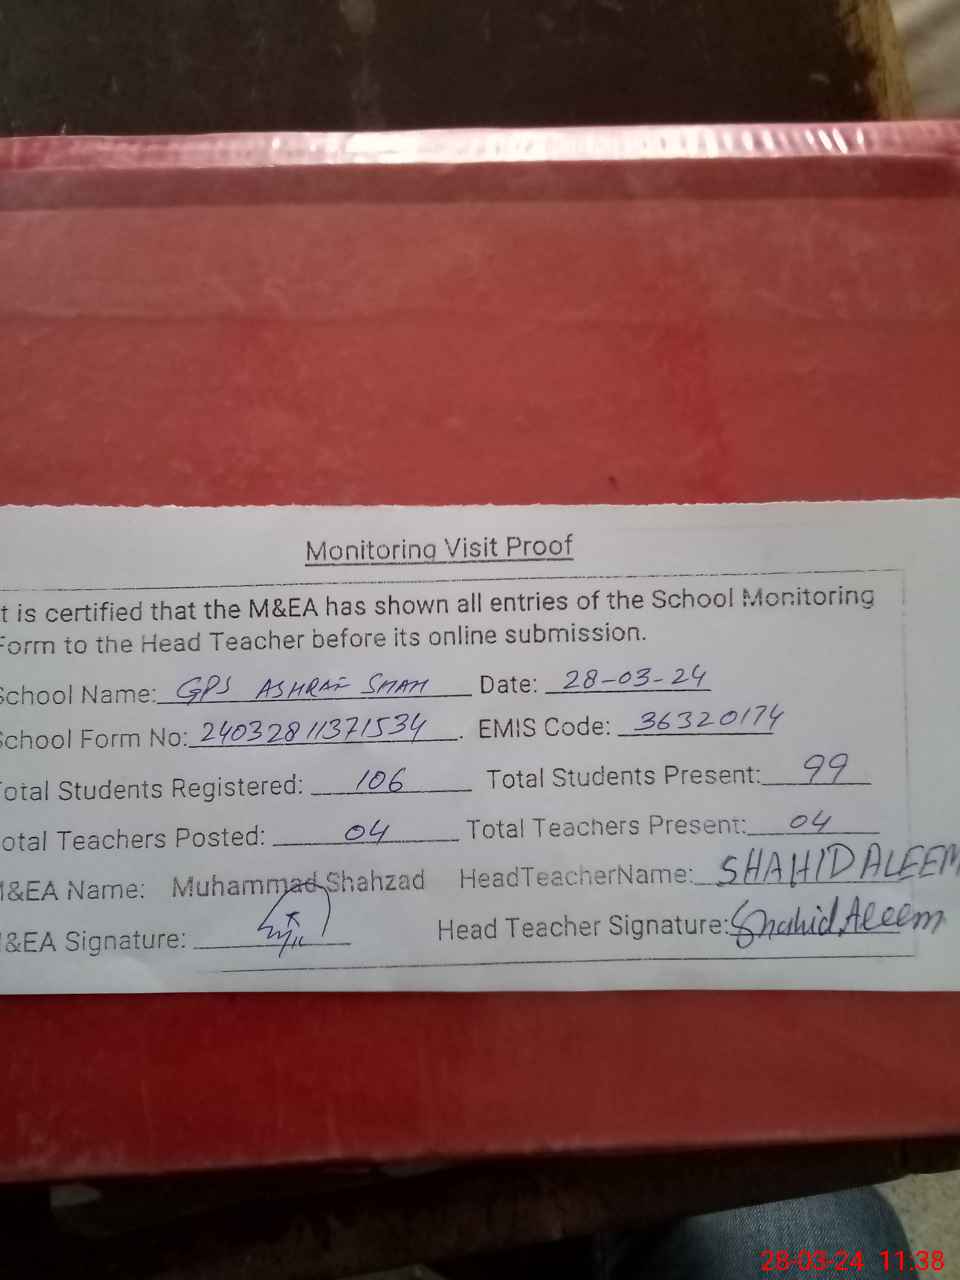 Monitoring Visit Proof
t is certified that the M&EA has shown all entries of the School Monitoring
Form to the Head Teacher before its online submission.
School Name: GPS ASHRAF SHAH Date: 28-03-24
School Form No: 24032811371534. EMIS Code: 36320174
Total Students Registered: 106 Total Students Present: 99
otal Teachers Posted: 04 Total Teachers Present: 04
M&EA Name: Muhammad Shahzad HeadTeacherName: SHAHID ALEEM
&EA Signature: Head Teacher Signature: Shahid Aleem
28-03-24 11:38